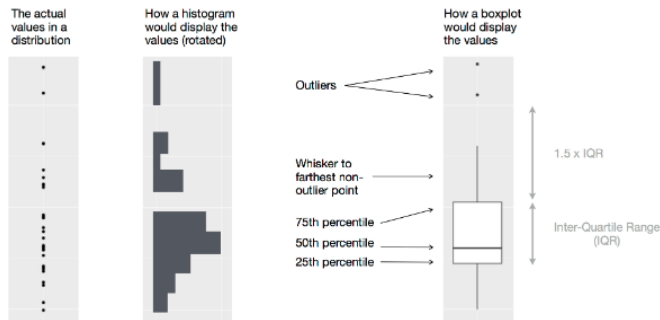 The actual
values in a
distribution
How a histogram
would display the
values (rotated)
How a boxplot
would display
the values
Outliers
1.5 x IQR
Whisker to
farthest non-
outlier point
75th percentile
50th percentile
25th percentile
Inter-Quartile Range
(IQR)